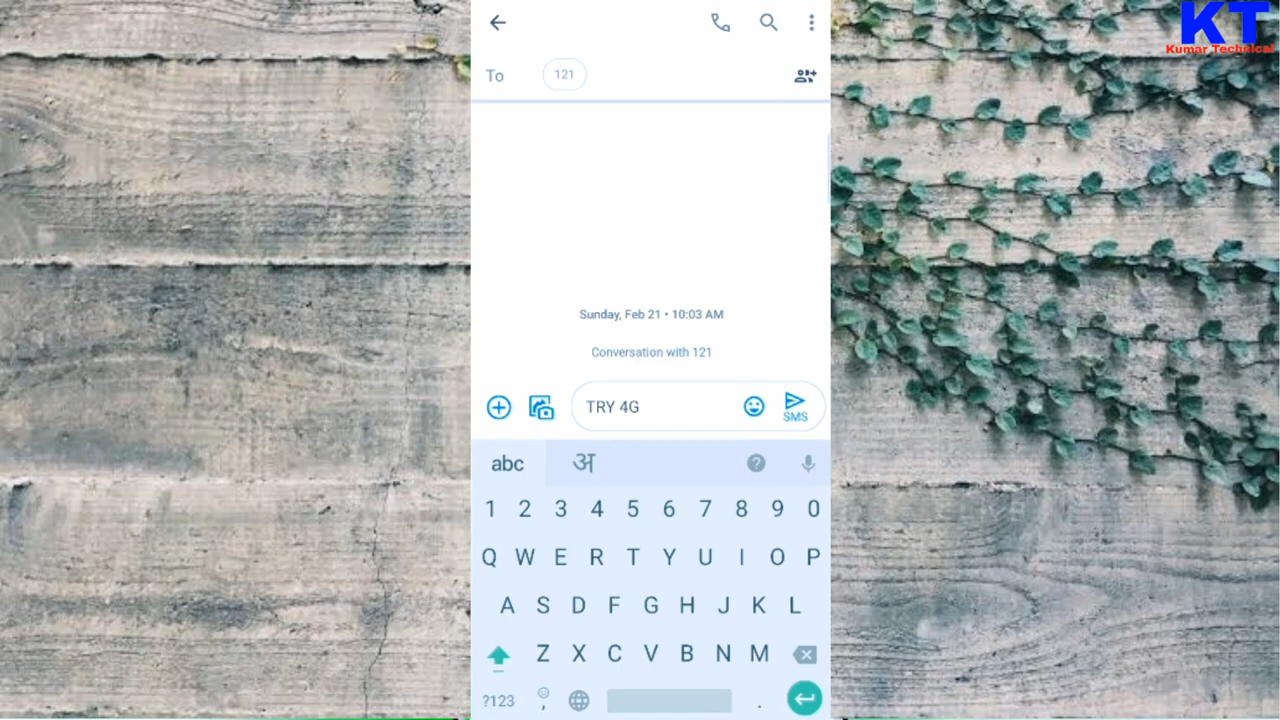 KT
Kumar Technical
To 121
Sunday, Feb 21 • 10:03 AM
Conversation with 121
TRY 4G
SMS
abc अ
1 2 3 4 5 6 7 8 9 0
Q W E R T Y U I O P
A S D F G H J K L
Z X C V B N M
?123 , .